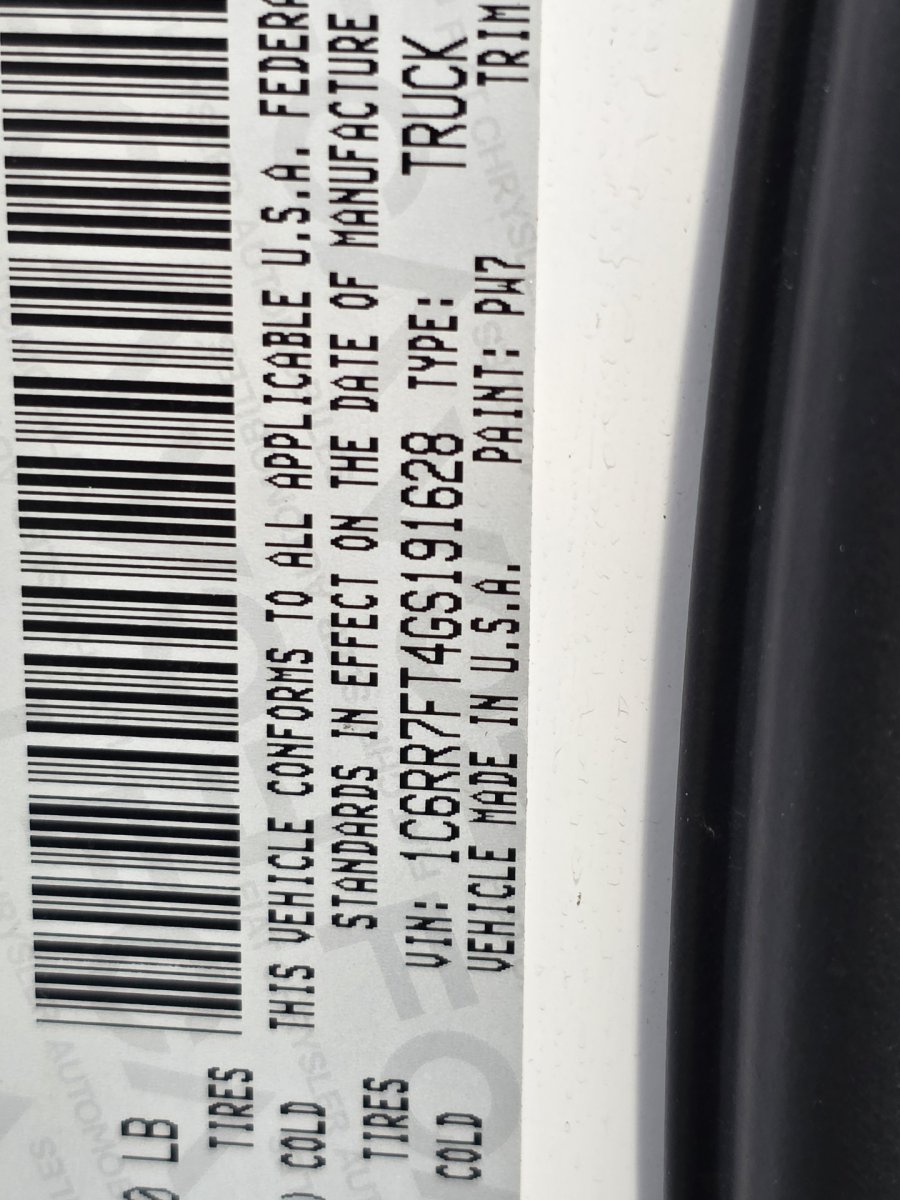 0 LB
TIRES
COLD
TIRES
COLD
THIS VEHICLE CONFORMS TO ALL APPLICABLE U.S.A.
STANDARDS IN EFFECT ON THE DATE OF MANUFACTURE
VIN: 1C6RR7FT4GS191628 TYPE: TRUCK
VEHICLE MADE IN U.S.A. PAINT: PW7 TRIM